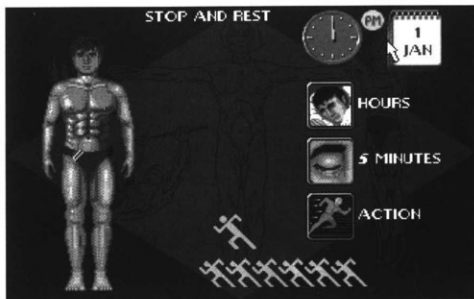 STOP AND REST
PM
1
JAN
HOURS
5 MINUTES
ACTION